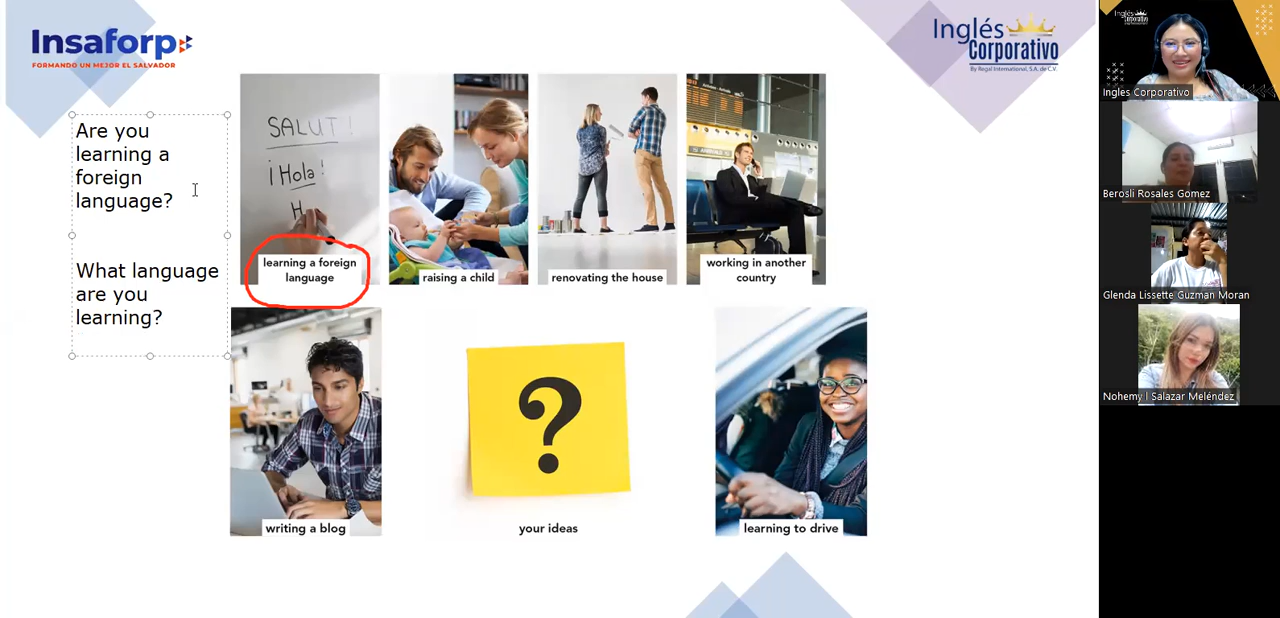 Insaforp
FORMANDO UN MEJOR EL SALVADOR
Inglés
Corporativo
By Regal International, S.A. de C.V.
Are you
learning a
foreign
language?
What language
are you
learning?
SALUT !
¡Hola!
H
learning a foreign
language
raising a child
renovating the house
working in another
country
writing a blog
?
your ideas
learning to drive
Inglés
Corporativo
Ingles Corporativo
Berosli Rosales Gomez
Glenda Lissette Guzman Moran
Nohemy I Salazar Meléndez